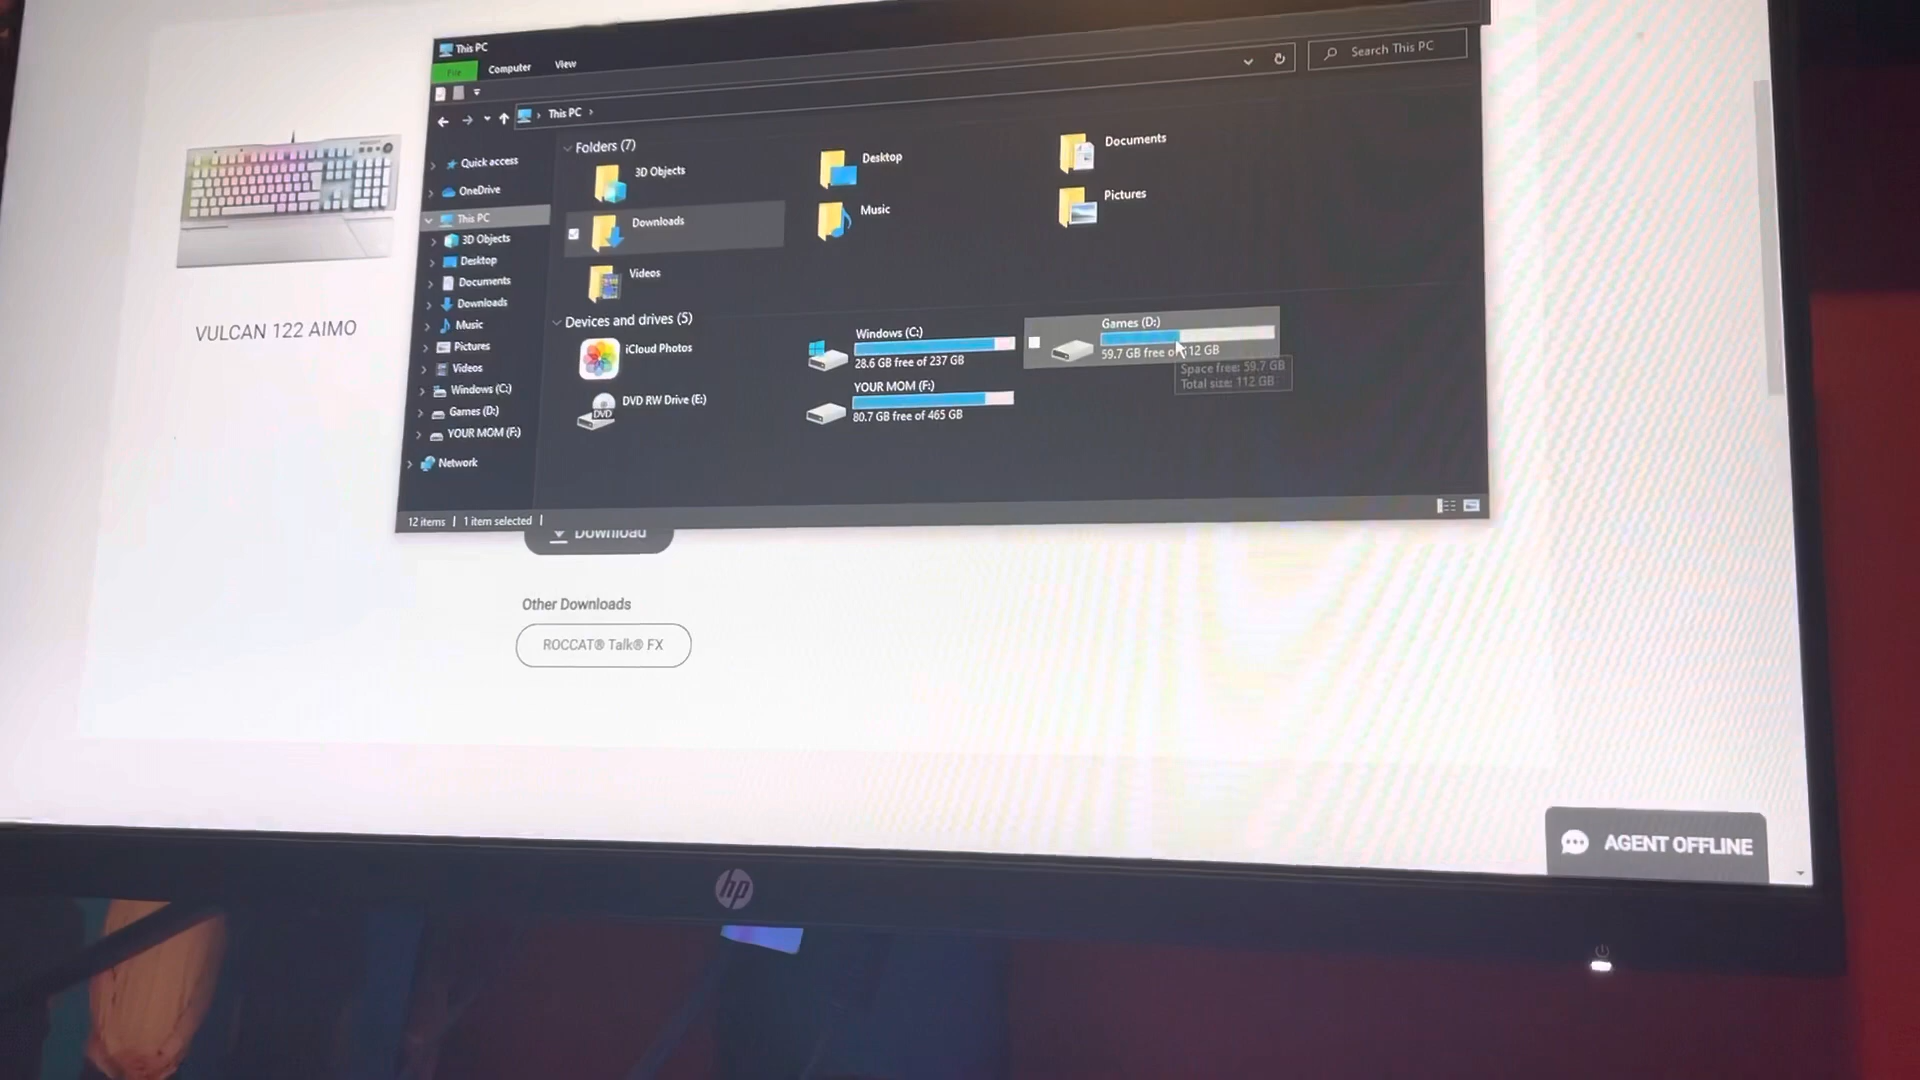 This PC
File
Computer
View
This PC
Search This PC
Quick access
OneDrive
This PC
3D Objects
Desktop
Documents
Downloads
Music
Pictures
Videos
Windows (C:)
Games (D:)
YOUR MOM (F:)
Network
Folders (7)
3D Objects
Desktop
Documents
Downloads
Music
Pictures
Videos
Devices and drives (5)
iCloud Photos
Windows (C:)
28.6 GB free of 237 GB
Games (D:)
59.7 GB free of 112 GB
Space free: 59.7 GB
Total size: 112 GB
DVD
DVD RW Drive (E:)
YOUR MOM (F:)
80.7 GB free of 465 GB
12 items
1 item selected
VULCAN 122 AIMO
Download
Other Downloads
ROCCAT® Talk® FX
AGENT OFFLINE
hp